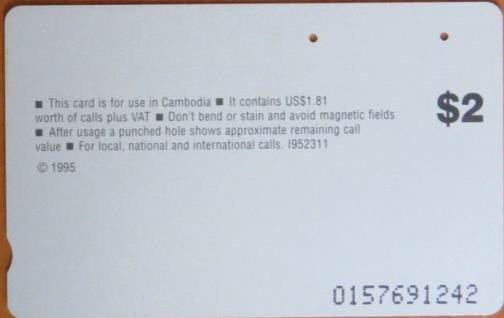 ■ This card is for use in Cambodia ■ It contains US$1.81
worth of calls plus VAT ■ Don't bend or stain and avoid magnetic fields
■ After usage a punched hole shows approximate remaining call
value ■ For local, national and international calls. I952311
© 1995
$2
0157691242